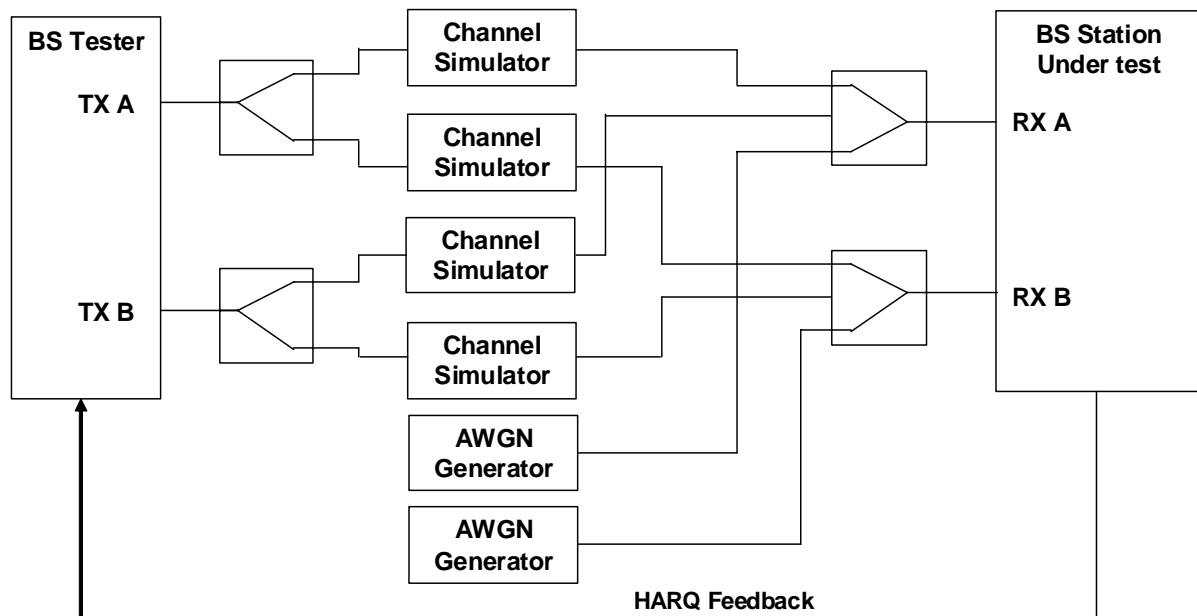 BS Tester
TX A
TX B
Channel
Simulator
Channel
Simulator
Channel
Simulator
Channel
Simulator
AWGN
Generator
AWGN
Generator
BS Station
Under test
RX A
RX B
HARQ Feedback